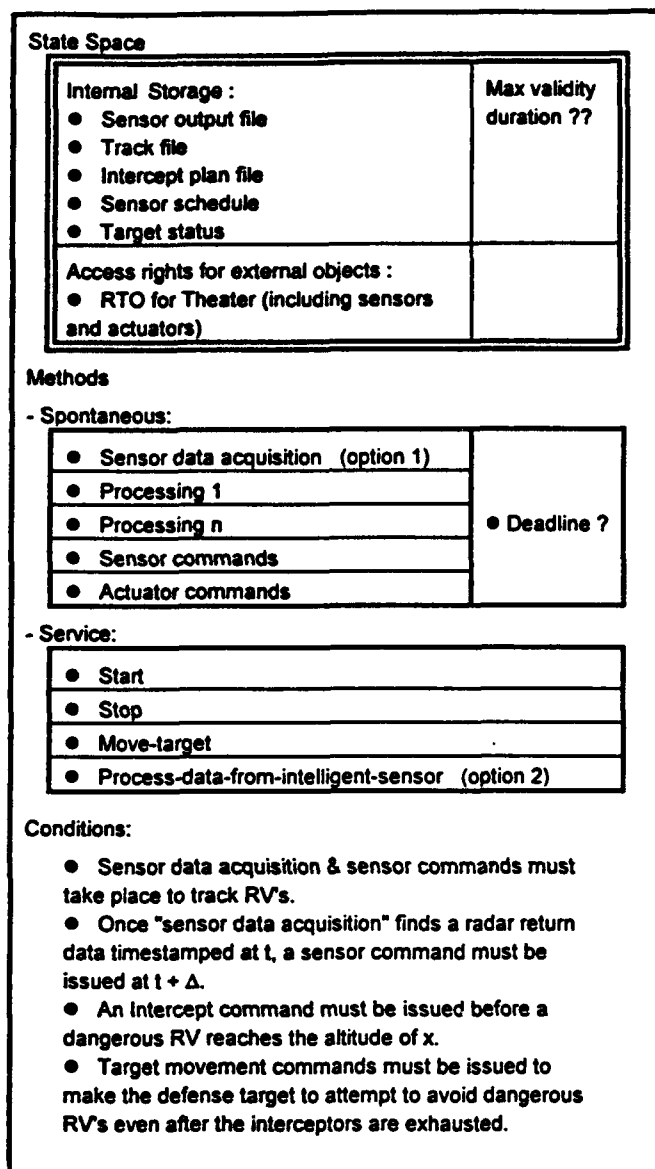 State Space
Internal Storage :
● Sensor output file
● Track file
● Intercept plan file
● Sensor schedule
● Target status
Max validity
duration ??
Access rights for external objects :
● RTO for Theater (including sensors
and actuators)
Methods
- Spontaneous:
● Sensor data acquisition (option 1)
● Processing 1
● Processing n
● Sensor commands
● Actuator commands
● Deadline ?
- Service:
● Start
● Stop
● Move-target
● Process-data-from-intelligent-sensor (option 2)
Conditions:
● Sensor data acquisition & sensor commands must
take place to track RV's.
● Once "sensor data acquisition" finds a radar return
data timestamped at t, a sensor command must be
issued at t + Δ.
● An Intercept command must be issued before a
dangerous RV reaches the altitude of x.
● Target movement commands must be issued to
make the defense target to attempt to avoid dangerous
RV's even after the interceptors are exhausted.